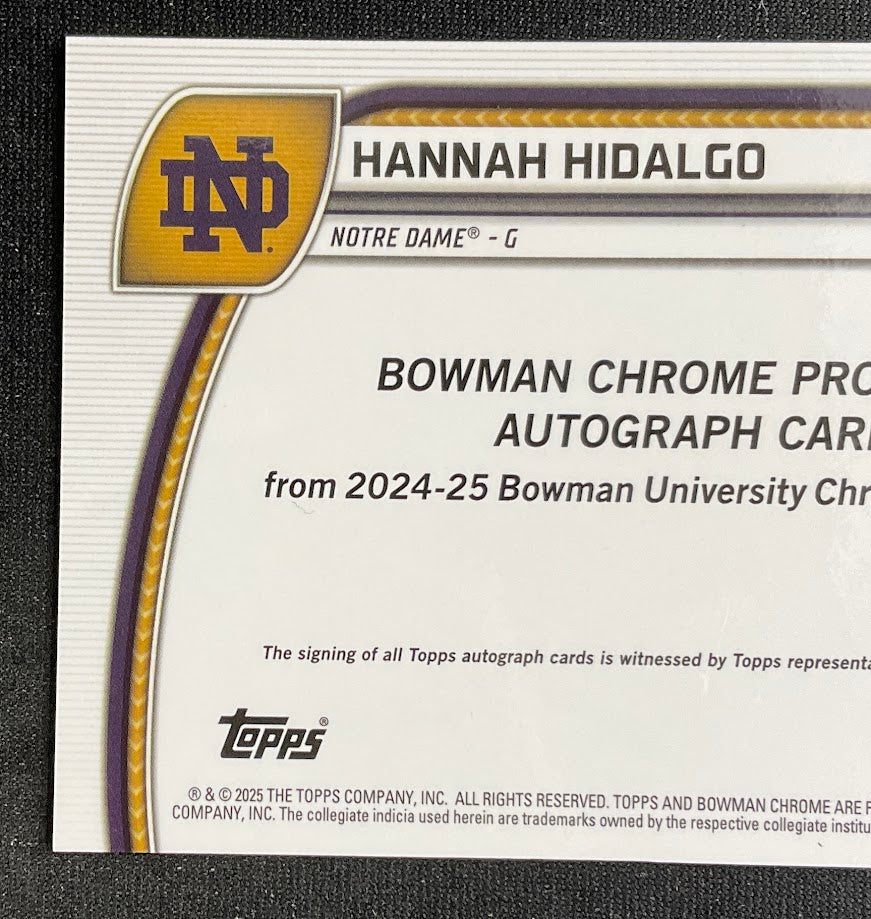 ND
HANNAH HIDALGO
NOTRE DAME® - G
BOWMAN CHROME PRO
AUTOGRAPH CAR
from 2024-25 Bowman University Chr
The signing of all Topps autograph cards is witnessed by Topps representa
Topps®
® & © 2025 THE TOPPS COMPANY, INC. ALL RIGHTS RESERVED. TOPPS AND BOWMAN CHROME ARE
COMPANY, INC. The collegiate indicia used herein are trademarks owned by the respective collegiate institu